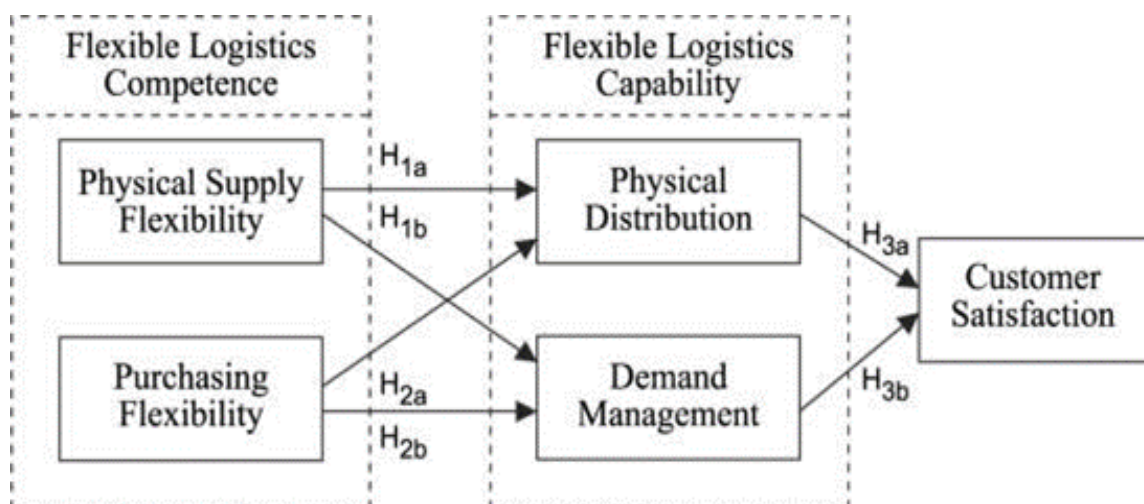 Flexible Logistics
Competence
Flexible Logistics
Capability
Physical Supply
Flexibility
H1a
H1b
Physical
Distribution
H3a
Customer
Satisfaction
Purchasing
Flexibility
H2a
H2b
Demand
Management
H3b